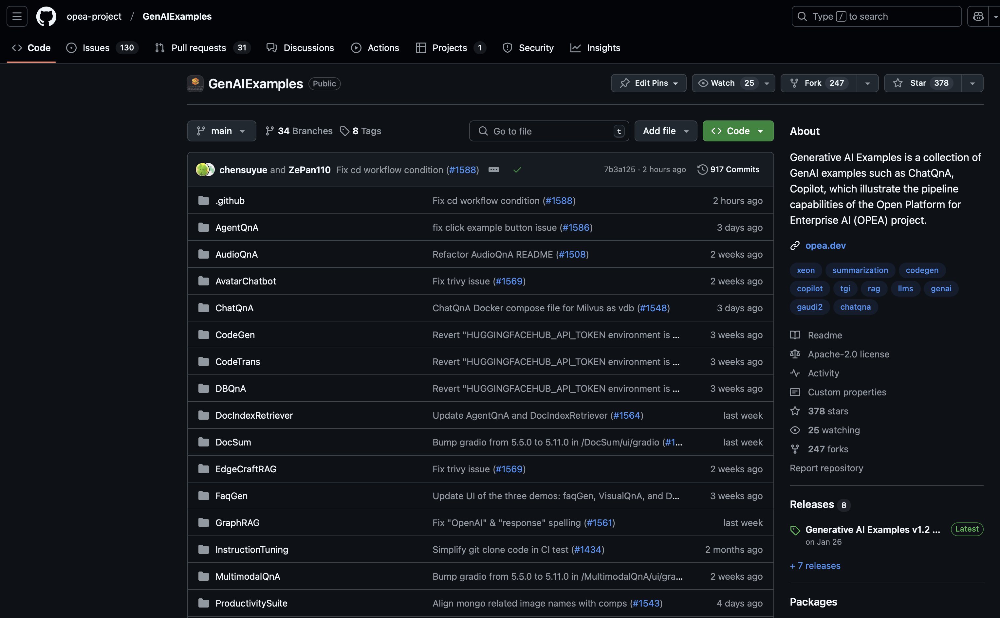 opea-project / GenAIExamples
Type / to search
Code
Issues 130
Pull requests 31
Discussions
Actions
Projects 1
Security
Insights
GenAIExamples Public
Edit Pins
Watch 25
Fork 247
Star 378
main
34 Branches
8 Tags
Go to file t
Add file
Code
chensuyue and ZePan110 Fix cd workflow condition (#1588) 7b3a125 · 2 hours ago 917 Commits
.github Fix cd workflow condition (#1588) 2 hours ago
AgentQnA fix click example button issue (#1586) 3 days ago
AudioQnA Refactor AudioQnA README (#1508) 2 weeks ago
AvatarChatbot Fix trivy issue (#1569) 2 weeks ago
ChatQnA ChatQnA Docker compose file for Milvus as vdb (#1548) 3 days ago
CodeGen Revert "HUGGINGFACEHUB_API_TOKEN environment is ... 3 weeks ago
CodeTrans Revert "HUGGINGFACEHUB_API_TOKEN environment is ... 3 weeks ago
DBQnA Revert "HUGGINGFACEHUB_API_TOKEN environment is ... 3 weeks ago
DocIndexRetriever Update AgentQnA and DocIndexRetriever (#1564) last week
DocSum Bump gradio from 5.5.0 to 5.11.0 in /DocSum/ui/gradio (#1... last week
EdgeCraftRAG Fix trivy issue (#1569) 2 weeks ago
FaqGen Update UI of the three demos: faqGen, VisualQnA, and D... 3 weeks ago
GraphRAG Fix "OpenAI" & "response" spelling (#1561) last week
InstructionTuning Simplify git clone code in CI test (#1434) 2 months ago
MultimodalQnA Bump gradio from 5.5.0 to 5.11.0 in /MultimodalQnA/ui/gra... 2 weeks ago
ProductivitySuite Align mongo related image names with comps (#1543) 4 days ago
About
Generative AI Examples is a collection of
GenAI examples such as ChatQnA,
Copilot, which illustrate the pipeline
capabilities of the Open Platform for
Enterprise AI (OPEA) project.
opea.dev
xeon summarization codegen
copilot tgi rag llms genai
gaudi2 chatqna
Readme
Apache-2.0 license
Activity
Custom properties
378 stars
25 watching
247 forks
Report repository
Releases 8
Generative AI Examples v1.2 ... Latest
on Jan 26
+ 7 releases
Packages